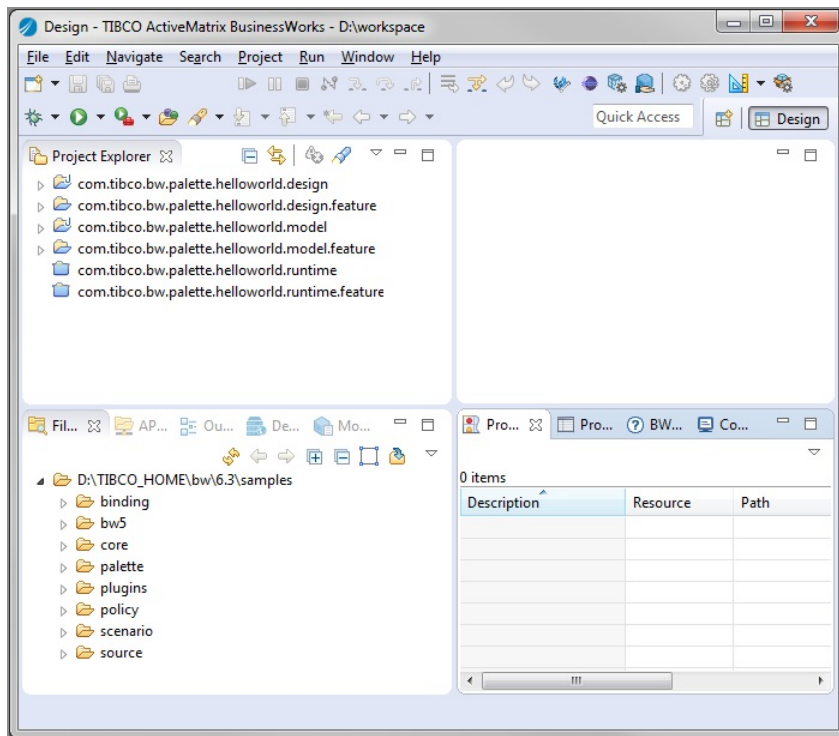 Design - TIBCO ActiveMatrix BusinessWorks - D:\workspace
File Edit Navigate Search Project Run Window Help
Quick Access
Design
Project Explorer
com.tibco.bw.palette.helloworld.design
com.tibco.bw.palette.helloworld.design.feature
com.tibco.bw.palette.helloworld.model
com.tibco.bw.palette.helloworld.model.feature
com.tibco.bw.palette.helloworld.runtime
com.tibco.bw.palette.helloworld.runtime.feature
Fil... AP... Ou... De... Mo...
D:\TIBCO_HOME\bw\6.3\samples
binding
bw5
core
palette
plugins
policy
scenario
source
Pro... Pro... BW... Co...
0 items
Description Resource Path